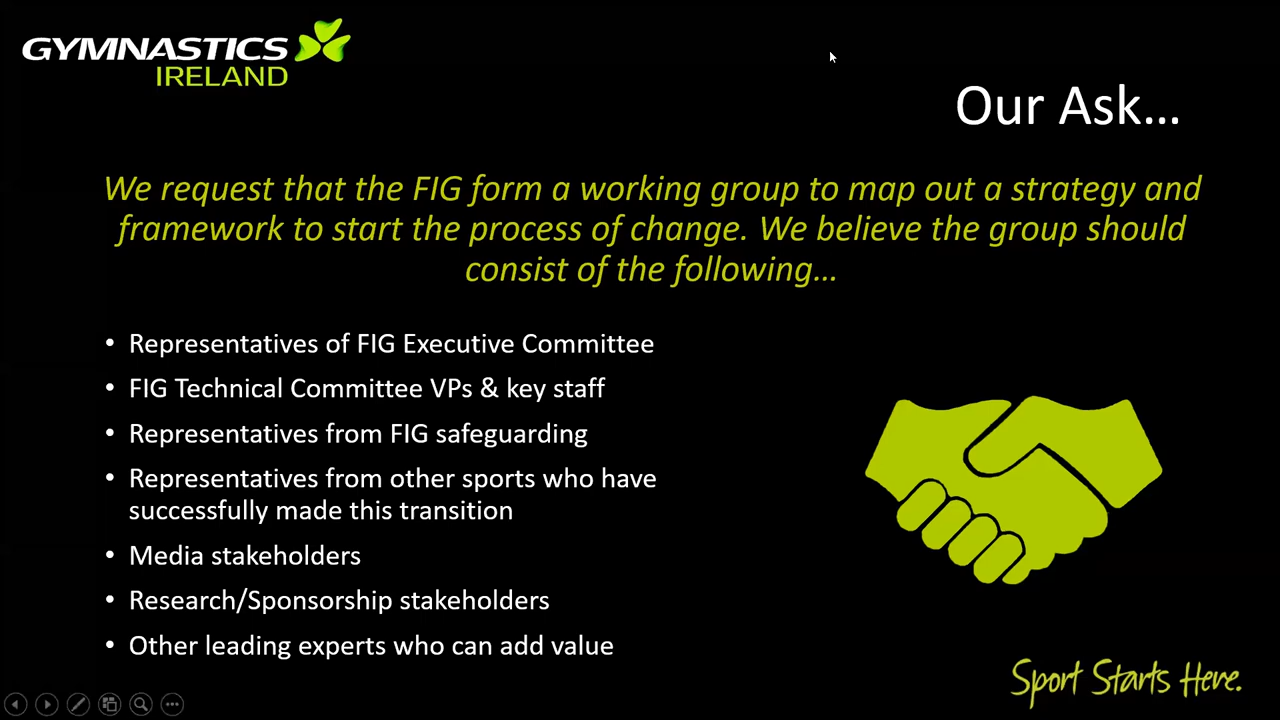 GYMNASTICS
IRELAND
Our Ask…
We request that the FIG form a working group to map out a strategy and
framework to start the process of change. We believe the group should
consist of the following…
• Representatives of FIG Executive Committee
• FIG Technical Committee VPs & key staff
• Representatives from FIG safeguarding
• Representatives from other sports who have
successfully made this transition
• Media stakeholders
• Research/Sponsorship stakeholders
• Other leading experts who can add value
Sport Starts Here.